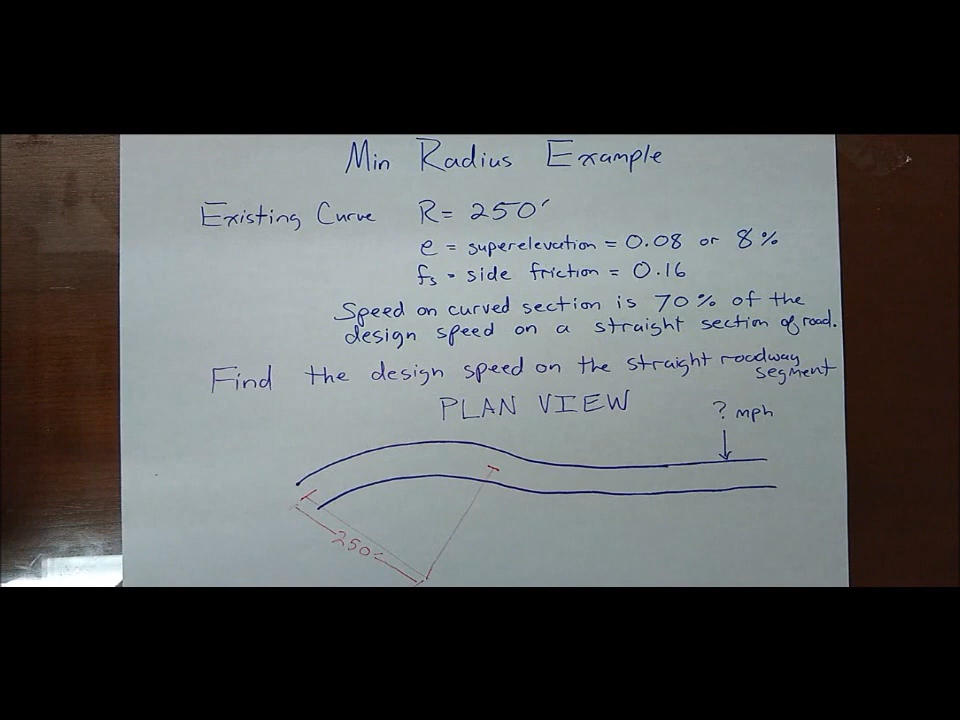 Min Radius Example
Existing Curve R= 250'
e = superelevation = 0.08 or 8%
fs = side friction = 0.16
Speed on curved section is 70% of the
design speed on a straight section of road.
Find the design speed on the straight roadway
segment
PLAN VIEW
? mph
250'